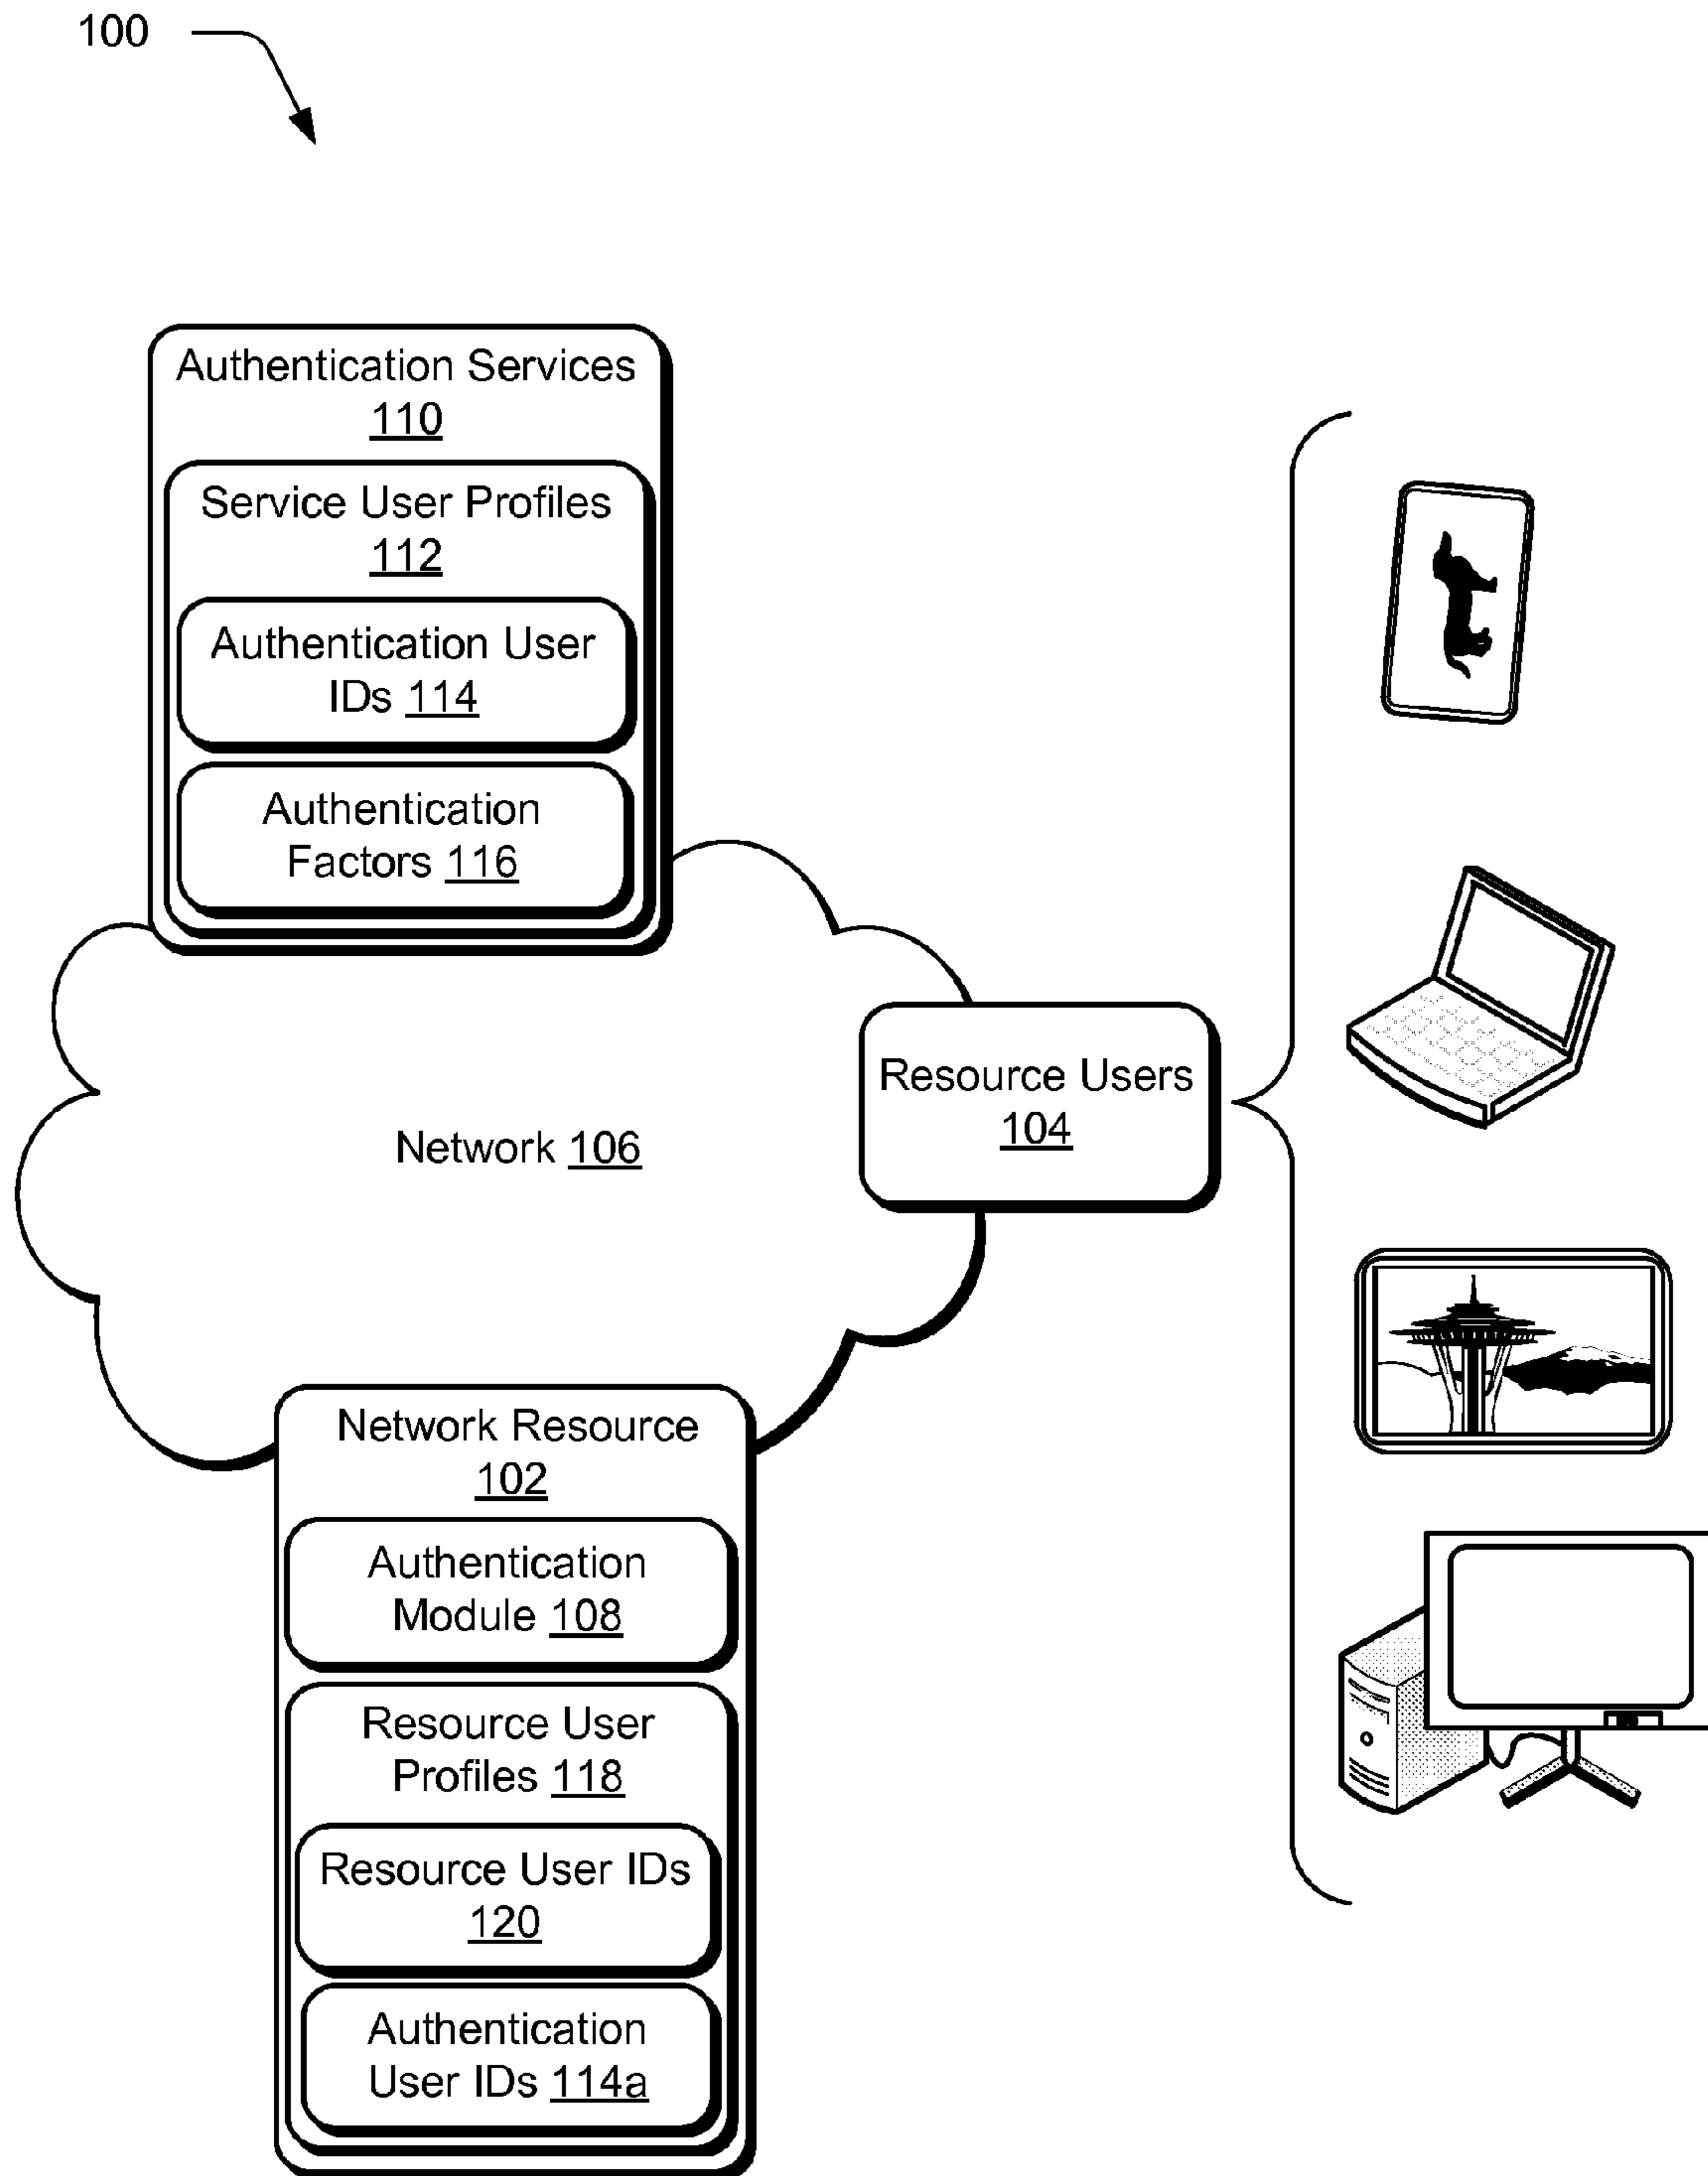 100
Authentication Services
110
Service User Profiles
112
Authentication User
IDs 114
Authentication
Factors 116
Resource Users
104
Network 106
Network Resource
102
Authentication
Module 108
Resource User
Profiles 118
Resource User IDs
120
Authentication
User IDs 114a